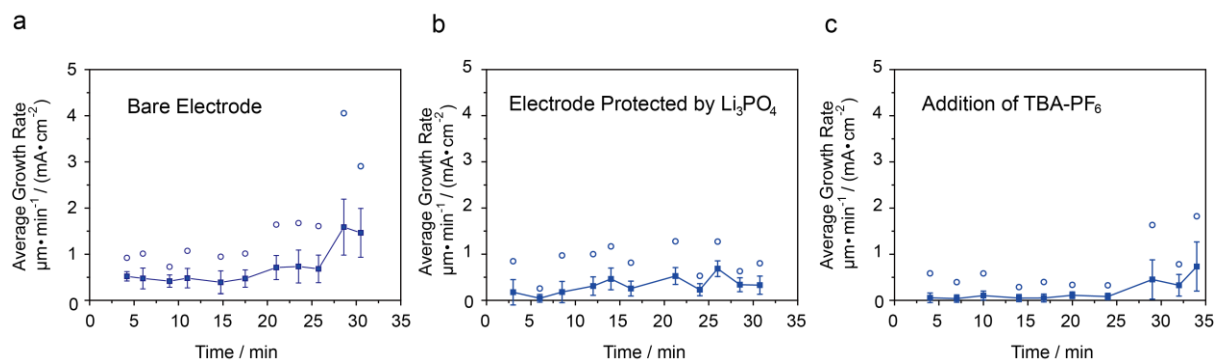 a
Average Growth Rate
μm•min⁻¹ / (mA•cm⁻²)
5
4
3
2
1
0
Bare Electrode
0 5 10 15 20 25 30 35
Time / min
b
Average Growth Rate
μm•min⁻¹ / (mA•cm⁻²)
5
4
3
2
1
0
Electrode Protected by Li₃PO₄
0 5 10 15 20 25 30 35
Time / min
c
Average Growth Rate
μm•min⁻¹ / (mA•cm⁻²)
5
4
3
2
1
0
Addition of TBA-PF₆
0 5 10 15 20 25 30 35
Time / min